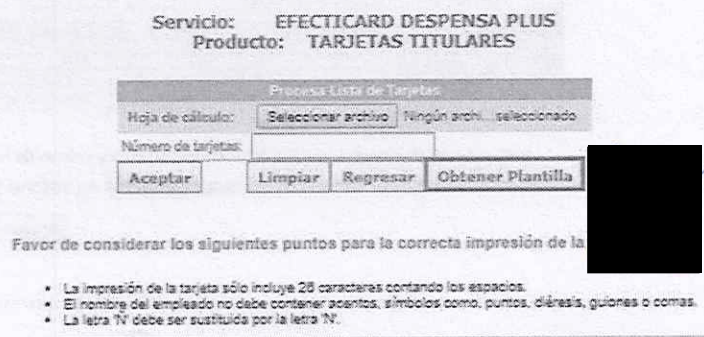 Servicio: EFECTICARD DESPENSA PLUS
Producto: TARJETAS TITULARES
Procesa Lista de Tarjetas
Hoja de cálculo: Seleccionar archivo Ningún archi... seleccionado
Número de tarjetas:
Aceptar Limpiar Regresar Obtener Plantilla
Favor de considerar los siguientes puntos para la correcta impresión de la
• La impresión de la tarjeta sólo incluye 26 caracteres contando los espacios.
• El nombre del empleado no debe contener acentos, símbolos como, puntos, diéresis, guiones o comas.
• La letra 'Ñ' debe ser sustituida por la letra 'N'.